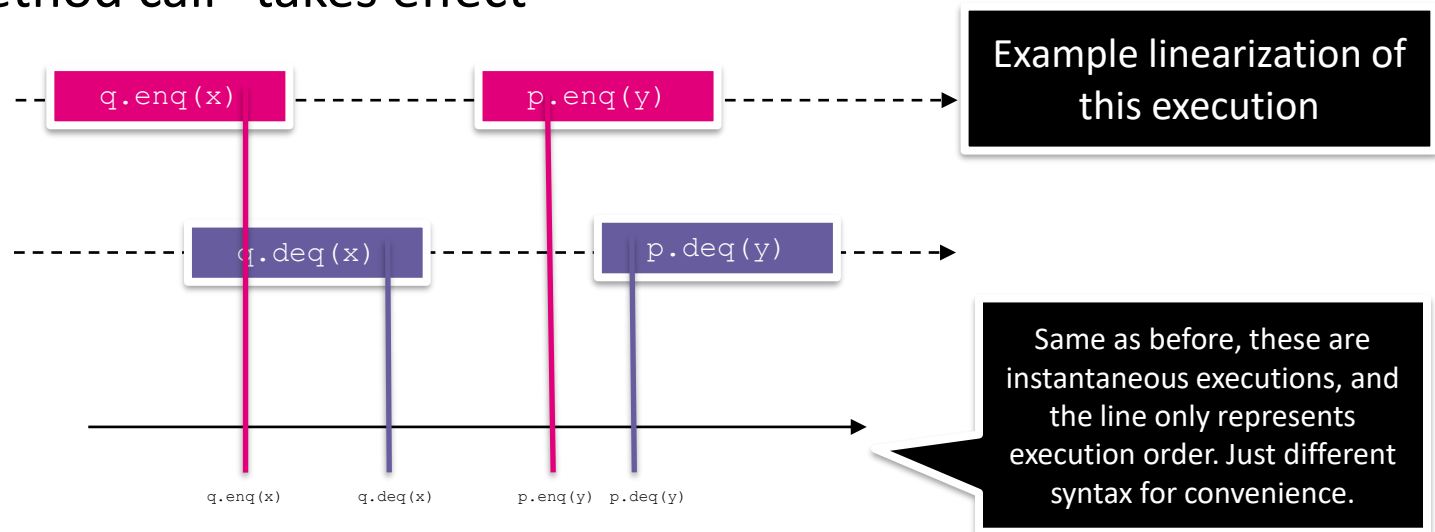 method call "takes effect"
Example linearization of
this execution
q.enq(x)
p.enq(y)
q.deq(x)
p.deq(y)
Same as before, these are
instantaneous executions, and
the line only represents
execution order. Just different
syntax for convenience.
q.enq(x)
q.deq(x)
p.enq(y)
p.deq(y)